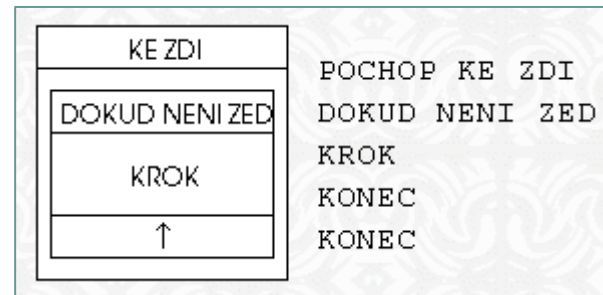 KE ZDI
DOKUD NENI ZED
KROK
↑
POCHOP KE ZDI
DOKUD NENI ZED
KROK
KONEC
KONEC